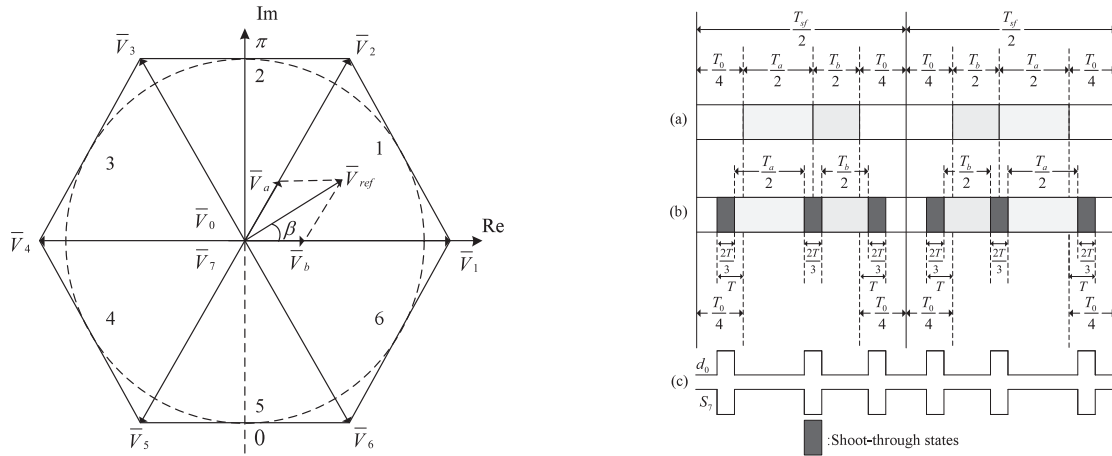 Im
π
V̅3
V̅2
2
3
1
V̅a
V̅ref
V̅0
β
Re
V̅4
V̅7
V̅b
V̅1
4
6
5
V̅5
0
V̅6
Tsf/2 Tsf/2
T0/4 Ta/2 Tb/2 T0/4 T0/4 Tb/2 Ta/2 T0/4
(a)
Ta/2 Tb/2 Tb/2 Ta/2
(b)
2T/3 2T/3 2T/3 2T/3 2T/3 2T/3
T T T T
T0/4 T0/4 T0/4 T0/4
d0
(c)
S7
:Shoot-through states